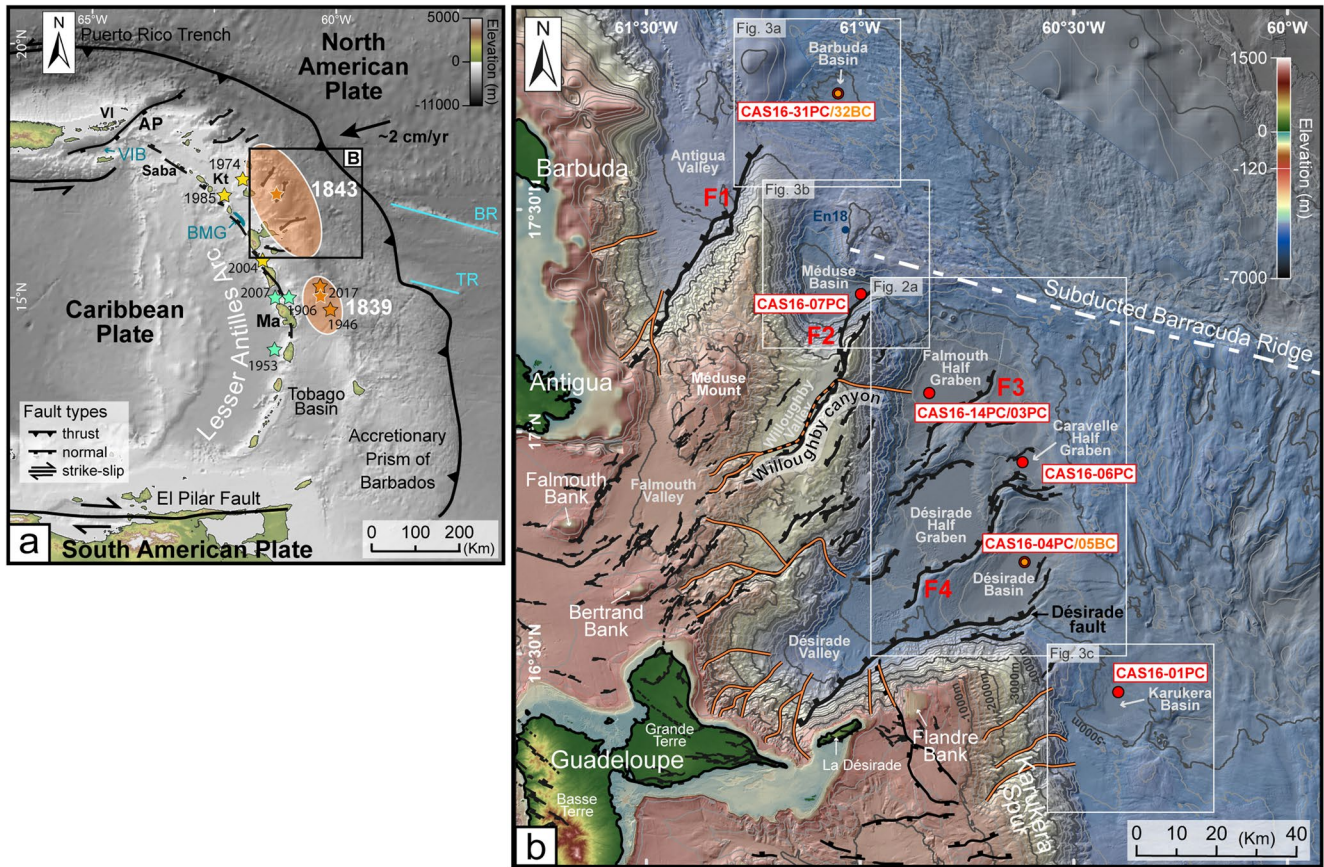 65°W
60°W
Puerto Rico Trench
20°N
N
North
American
Plate
5000
0
-11000
Elevation (m)
~2 cm/yr
VI
AP
VIB
Saba
1974
Kt
1985
BMG
B
1843
BR
TR
2004
2007
1906
2017
1839
1946
Ma
1953
15°N
Caribbean
Plate
Lesser Antilles Arc
Tobago
Basin
Accretionary
Prism of
Barbados
Fault types
thrust
normal
strike-slip
El Pilar Fault
South American Plate
0 100 200
(Km)
a
61°30'W
61°W
60°30'W
60°W
N
Fig. 3a
Barbuda
Basin
CAS16-31PC/32BC
1500
0
-120
-7000
Elevation (m)
Barbuda
Antigua
Valley
F1
17°30'N
Fig. 3b
En18
Méduse
Basin
CAS16-07PC
Fig. 2a
F2
Subducted Barracuda Ridge
Falmouth
Half
Graben
F3
CAS16-14PC/03PC
Antigua
Méduse
Mount
Willoughby
Valley
Willoughby canyon
17°N
Caravelle
Half
Graben
CAS16-06PC
Falmouth
Bank
Falmouth
Valley
Désirade
Half
Graben
CAS16-04PC/05BC
Désirade
Basin
F4
Désirade
fault
Bertrand
Bank
16°30'N
Désirade
Valley
Fig. 3c
CAS16-01PC
Karukera
Basin
-1000m
-2000m
-3000m
-5000m
Grande
Terre
Guadeloupe
Basse
Terre
La Désirade
Flandre
Bank
Karukera
Spur
0 10 20 (Km) 40
b